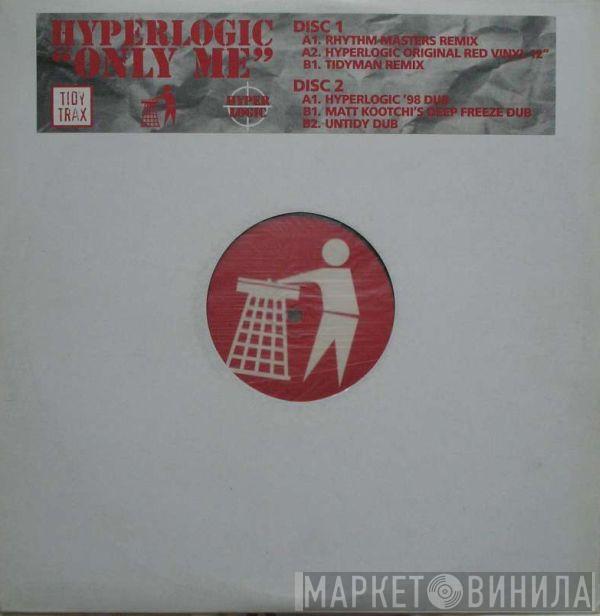 HYPERLOGIC
"ONLY ME"
TIDY
TRAX
HYPER
LOGIC
DISC 1
A1. RHYTHM MASTERS REMIX
A2. HYPERLOGIC ORIGINAL RED VINYL 12"
B1. TIDYMAN REMIX
DISC 2
A1. HYPERLOGIC '98 DUB
B1. MATT KOOTCHI'S DEEP FREEZE DUB
B2. UNTIDY DUB
МАРКЕТ ВИНИЛА